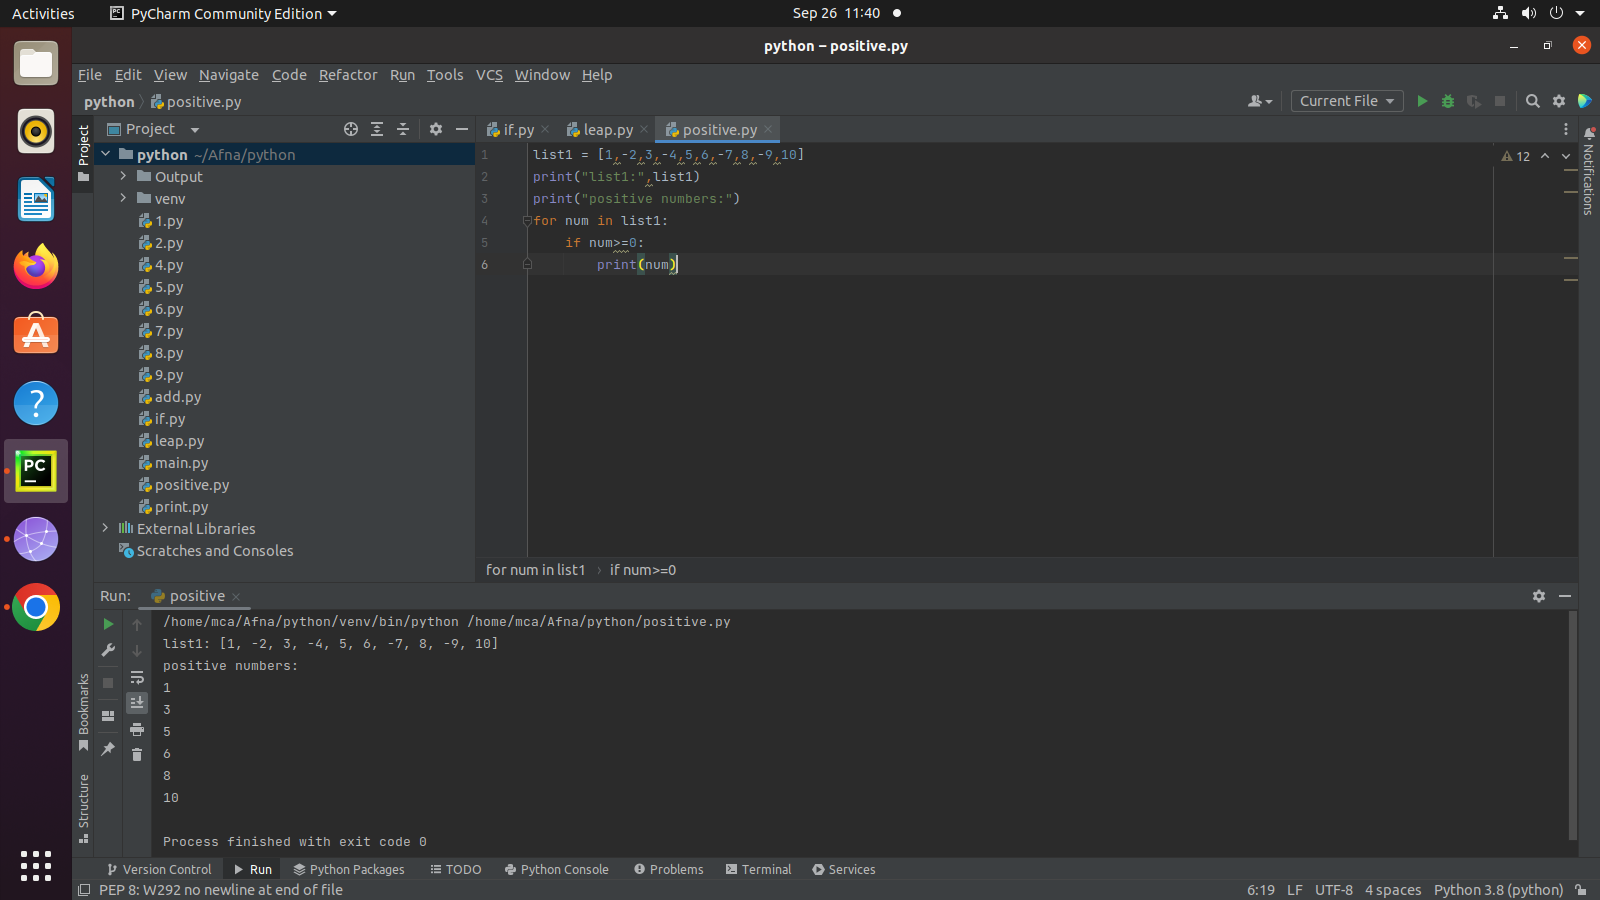 Activities
PyCharm Community Edition
Sep 26 11:40
python – positive.py
File Edit View Navigate Code Refactor Run Tools VCS Window Help
python positive.py
Current File
Project
Project
if.py
leap.py
positive.py
Notifications
python ~/Afna/python
Output
venv
1.py
2.py
4.py
5.py
6.py
7.py
8.py
9.py
add.py
if.py
leap.py
main.py
positive.py
print.py
External Libraries
Scratches and Consoles
1 list1 = [1,-2,3,-4,5,6,-7,8,-9,10]
2 print("list1:",list1)
3 print("positive numbers:")
4 for num in list1:
5 if num>=0:
6 print(num)
12
for num in list1 › if num>=0
Run: positive
/home/mca/Afna/python/venv/bin/python /home/mca/Afna/python/positive.py
list1: [1, -2, 3, -4, 5, 6, -7, 8, -9, 10]
positive numbers:
1
3
5
6
8
10
Process finished with exit code 0
Bookmarks
Structure
Version Control Run Python Packages TODO Python Console Problems Terminal Services
PEP 8: W292 no newline at end of file
6:19 LF UTF-8 4 spaces Python 3.8 (python)
PC